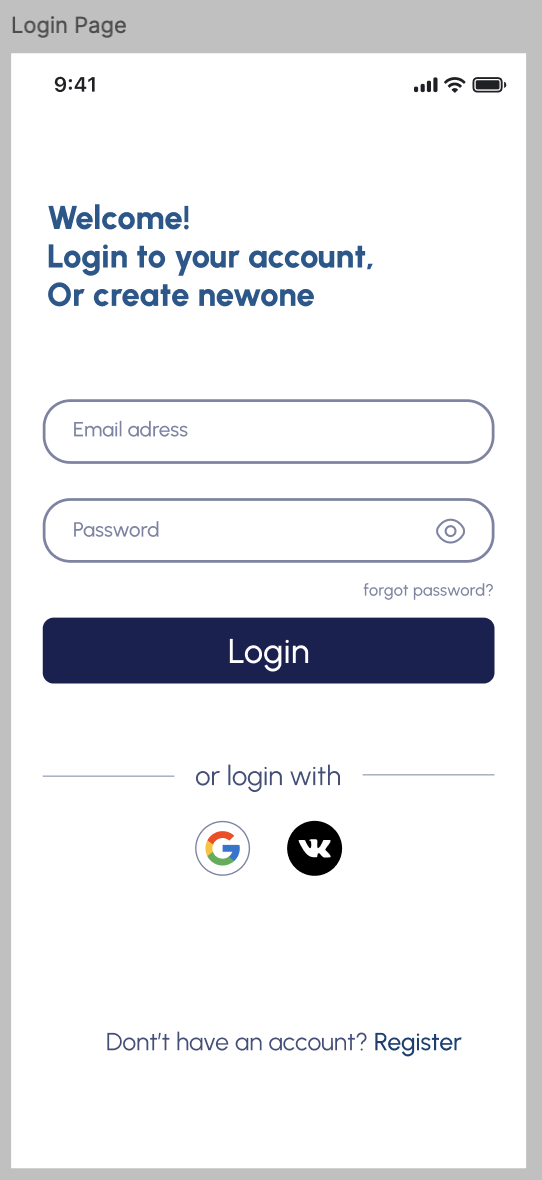 Login Page
9:41
Welcome!
Login to your account,
Or create newone
Email adress
Password
forgot password?
Login
or login with
Dont't have an account? Register